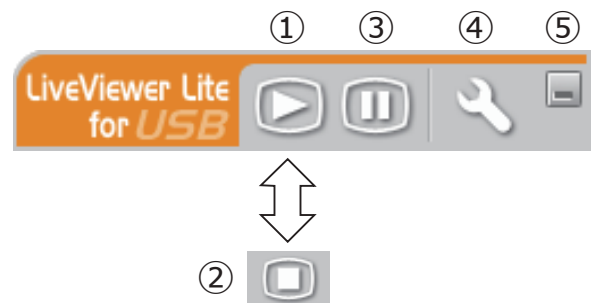 ① ③ ④ ⑤
LiveViewer Lite
for USB
②